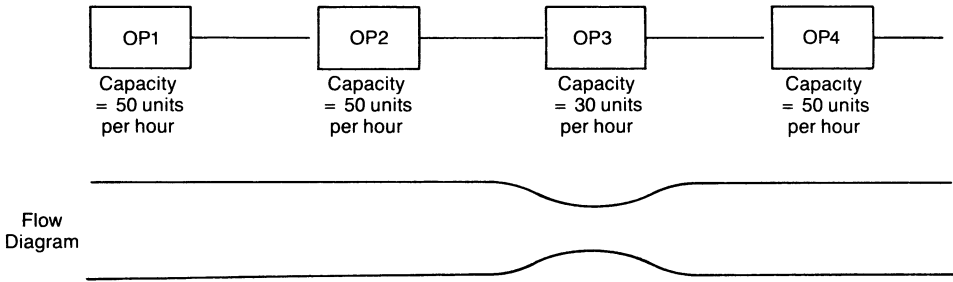 OP1
OP2
OP3
OP4
Capacity
= 50 units
per hour
Capacity
= 50 units
per hour
Capacity
= 30 units
per hour
Capacity
= 50 units
per hour
Flow
Diagram